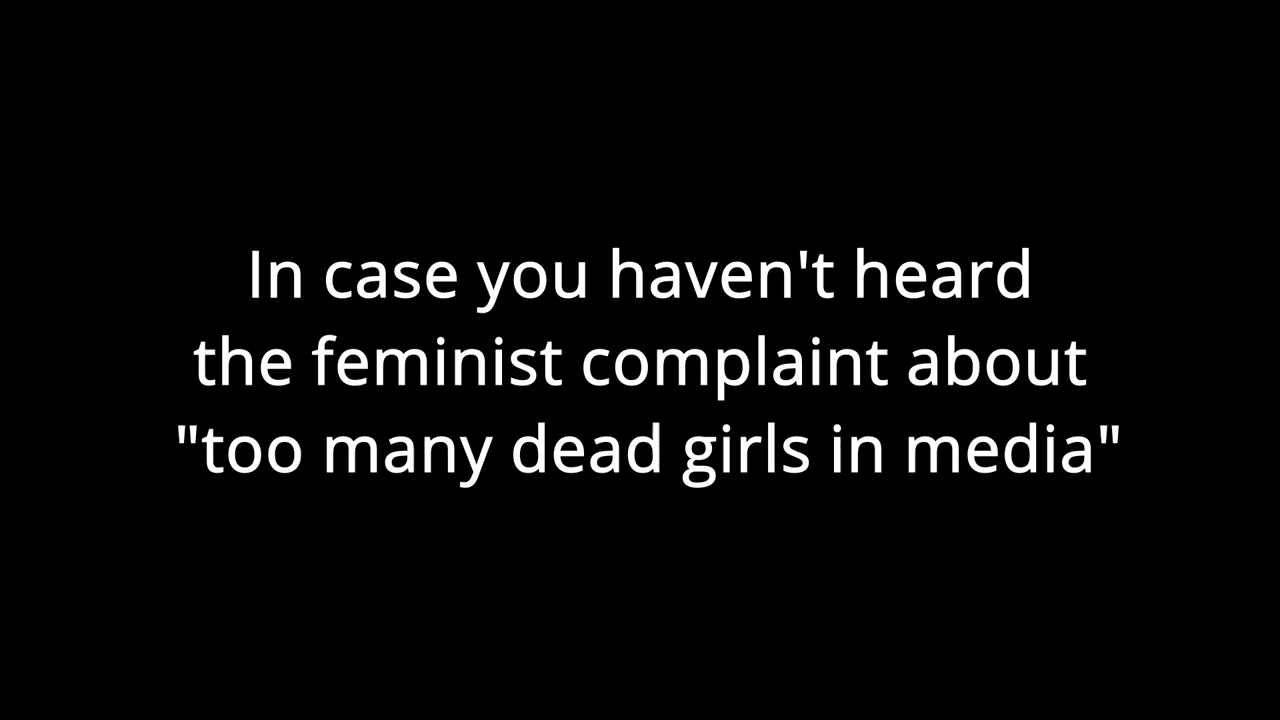 In case you haven't heard
the feminist complaint about
"too many dead girls in media"